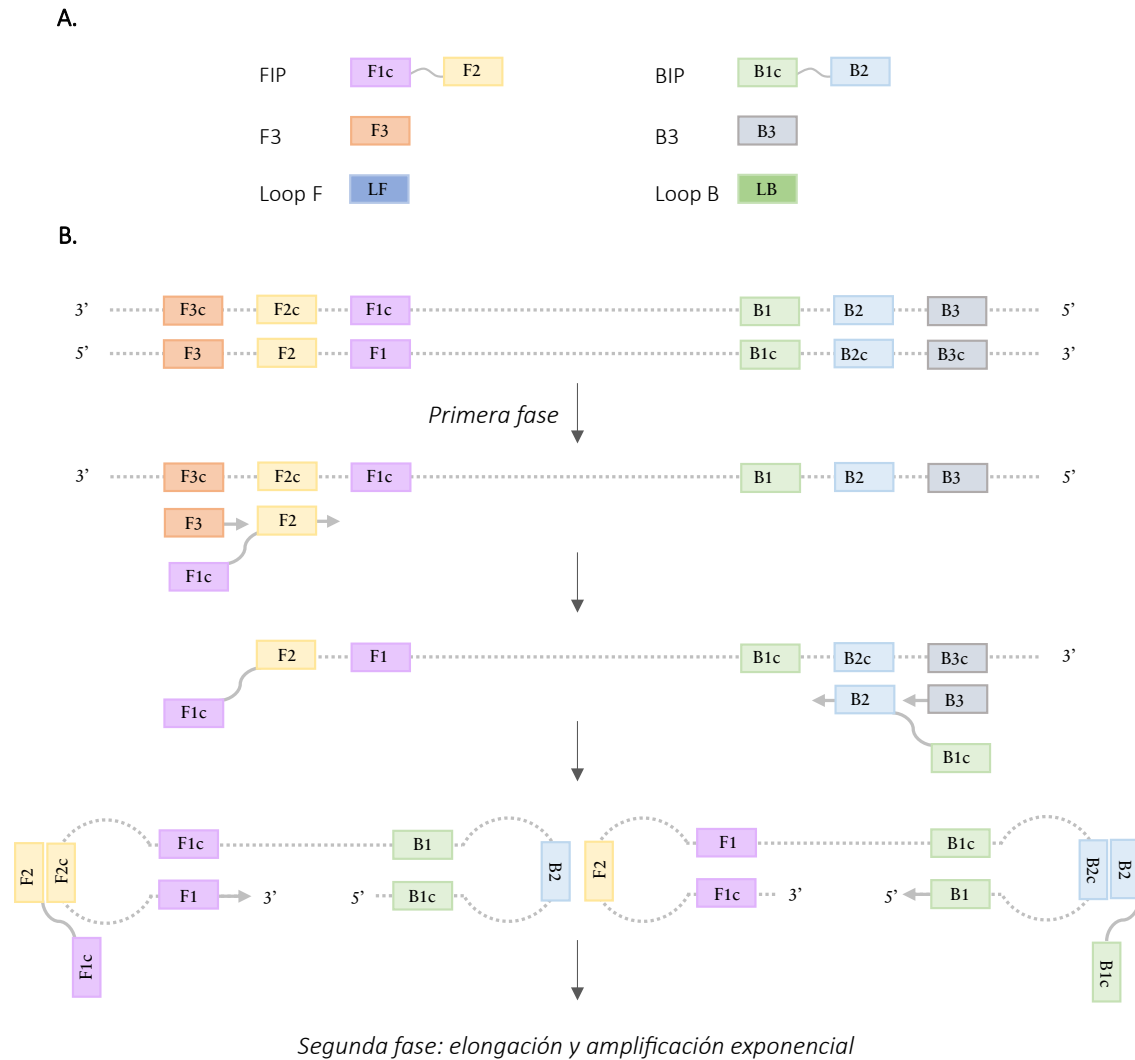 A.
FIP F1c F2 BIP B1c B2
F3 F3 B3 B3
Loop F LF Loop B LB
B.
3’ F3c F2c F1c B1 B2 B3 5’
5’ F3 F2 F1 B1c B2c B3c 3’
Primera fase
3’ F3c F2c F1c B1 B2 B3 5’
F3 F2
F1c
F2 F1 B1c B2c B3c 3’
F1c B2 B3
B1c
F1c B1 F1 B1c
F2 F2c B2 F2 B2c B2
F1 3’ 5’ B1c F1c 3’ 5’ B1
F1c B1c
Segunda fase: elongación y amplificación exponencial